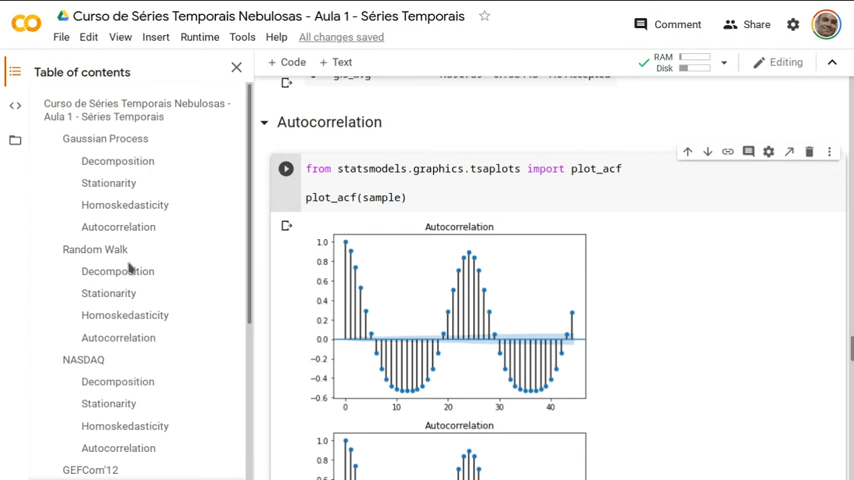 Curso de Séries Temporais Nebulosas - Aula 1 - Séries Temporais
File Edit View Insert Runtime Tools Help All changes saved
Comment Share
Table of contents
+ Code + Text
RAM
Disk
Editing
Curso de Séries Temporais Nebulosas -
Aula 1 - Séries Temporais
Gaussian Process
Decomposition
Stationarity
Homoskedasticity
Autocorrelation
Random Walk
Decomposition
Stationarity
Homoskedasticity
Autocorrelation
NASDAQ
Decomposition
Stationarity
Homoskedasticity
Autocorrelation
GEFCom'12
Autocorrelation
from statsmodels.graphics.tsaplots import plot_acf
plot_acf(sample)
Autocorrelation
1.0
0.8
0.6
0.4
0.2
0.0
−0.2
−0.4
−0.6
0 10 20 30 40
Autocorrelation
1.0
0.8
0.6